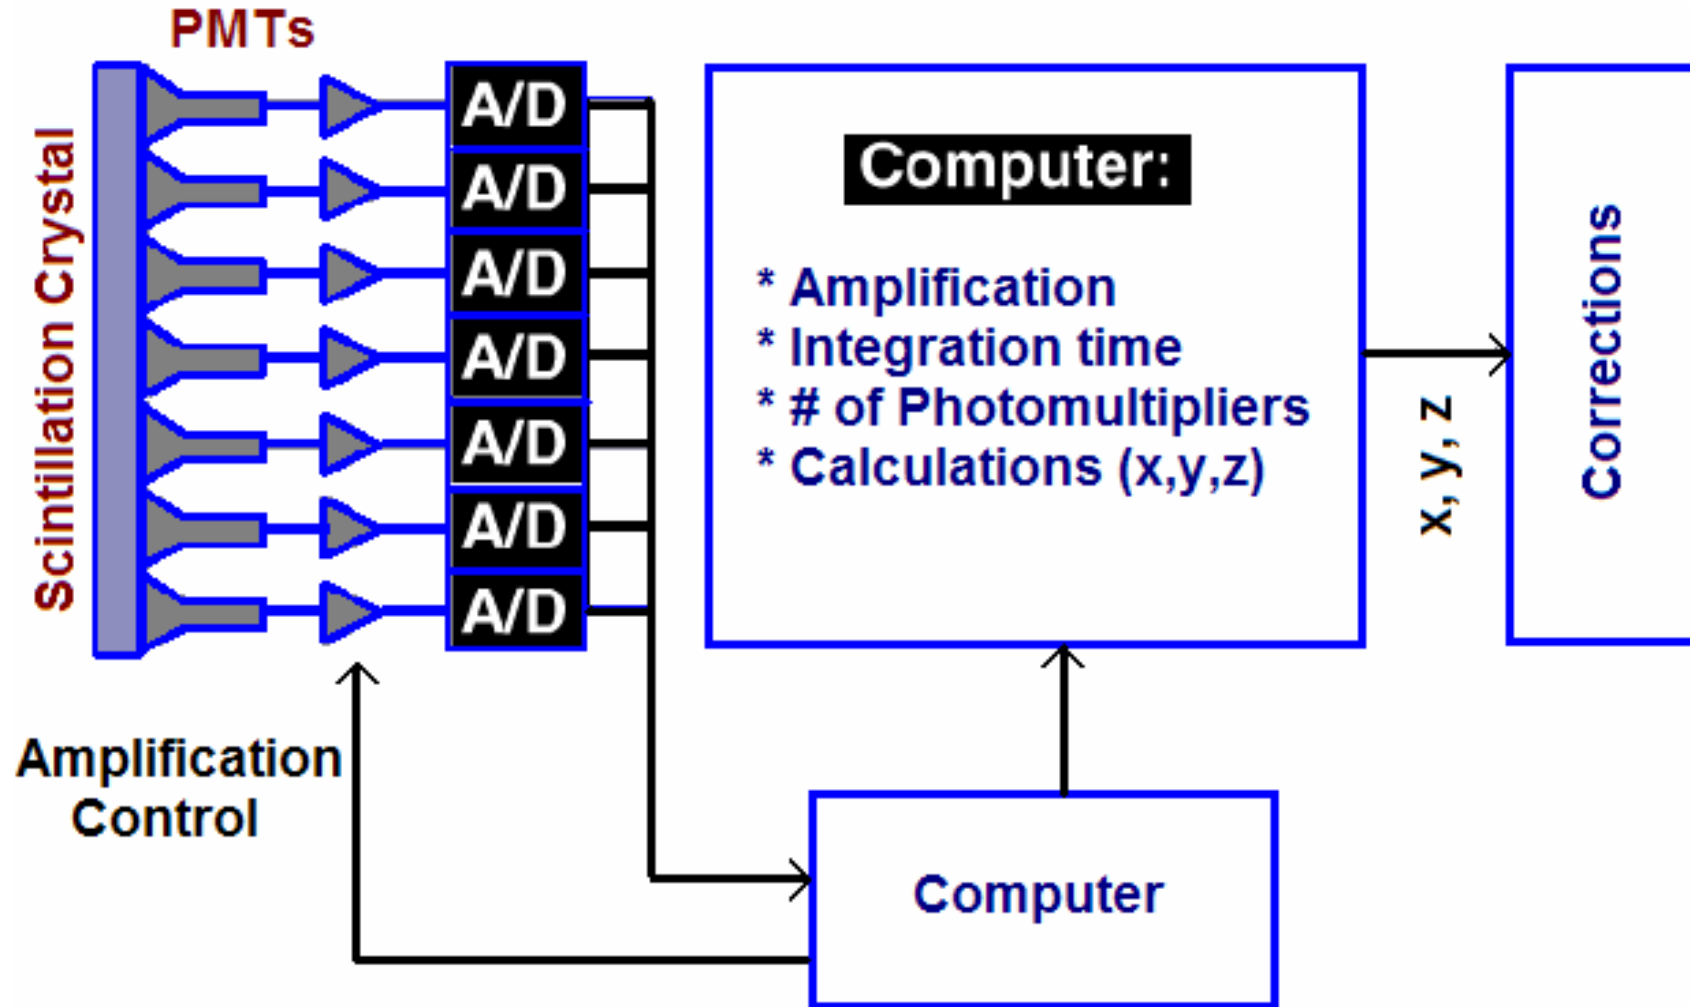 PMTs
Scintillation Crystal
A/D
A/D
A/D
A/D
A/D
A/D
A/D
Amplification
Control
Computer:
* Amplification
* Integration time
* # of Photomultipliers
* Calculations (x,y,z)
x, y, z
Corrections
Computer